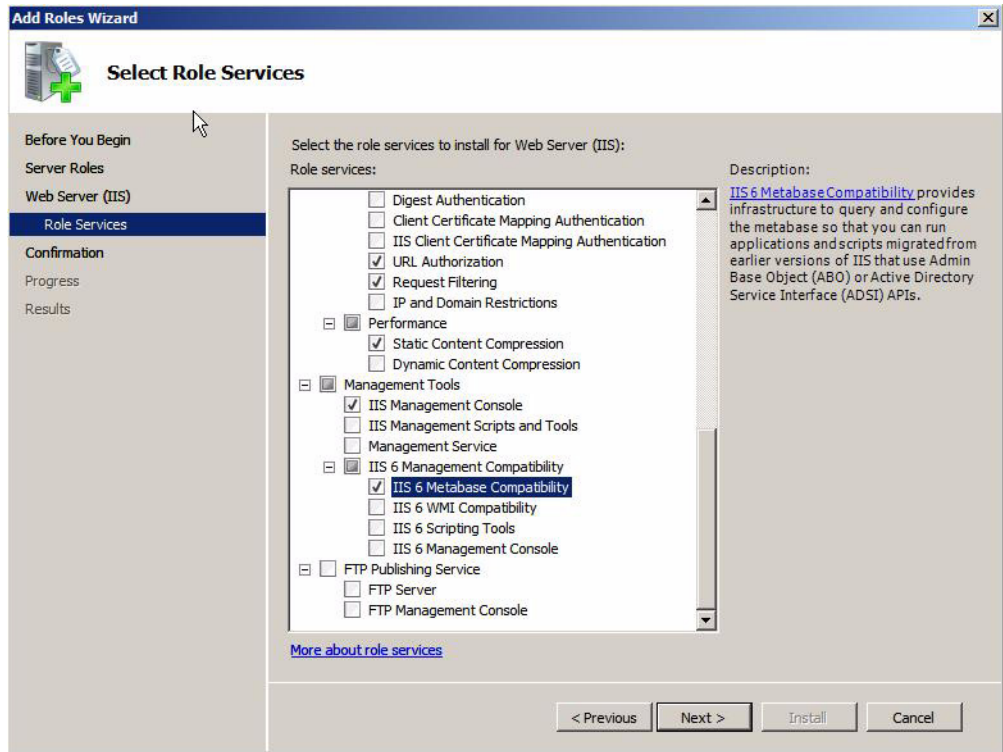 Add Roles Wizard
Select Role Services
Before You Begin
Server Roles
Web Server (IIS)
Role Services
Confirmation
Progress
Results
Select the role services to install for Web Server (IIS):
Role services:
Digest Authentication
Client Certificate Mapping Authentication
IIS Client Certificate Mapping Authentication
URL Authorization
Request Filtering
IP and Domain Restrictions
Performance
Static Content Compression
Dynamic Content Compression
Management Tools
IIS Management Console
IIS Management Scripts and Tools
Management Service
IIS 6 Management Compatibility
IIS 6 Metabase Compatibility
IIS 6 WMI Compatibility
IIS 6 Scripting Tools
IIS 6 Management Console
FTP Publishing Service
FTP Server
FTP Management Console
More about role services
Description:
IIS 6 Metabase Compatibility provides
infrastructure to query and configure
the metabase so that you can run
applications and scripts migrated from
earlier versions of IIS that use Admin
Base Object (ABO) or Active Directory
Service Interface (ADSI) APIs.
< Previous
Next >
Install
Cancel